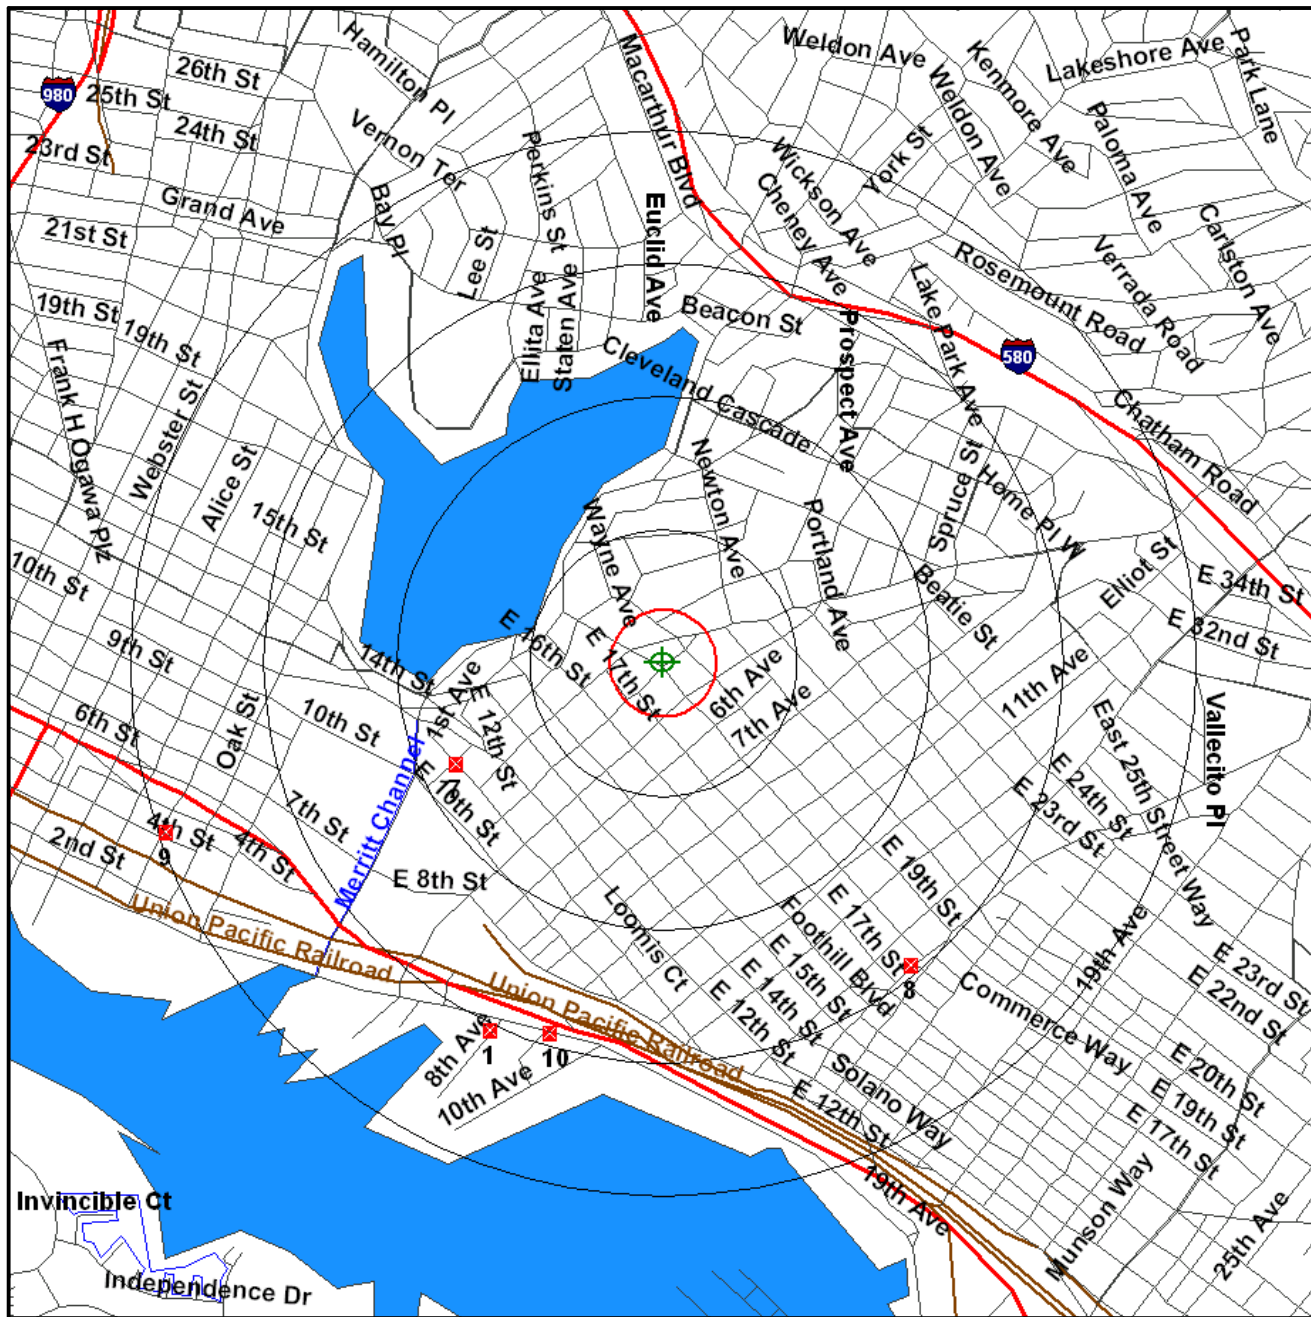 Hamilton Pl
Macarthur Blvd
Weldon Ave
Weldon Ave
Kenmore Ave
Lakeshore Ave
Park Lane
26th St
980
25th St
24th St
23rd St
Vernon Ter
Perkins St
Wickson Ave
York St
Paloma Ave
Cheney Ave
Grand Ave
Bay Pl
Euclid Ave
21st St
Lee St
Carlston Ave
Verrada Road
Rosemount Road
Lake Park Ave
19th St
19th St
Ellita Ave
Staten Ave
Beacon St
Prospect Ave
580
Cleveland Cascade
Frank H Ogawa Plz
Webster St
Alice St
15th St
Chatham Road
Newton Ave
Spruce St
Home Pl W
Wayne Ave
Portland Ave
10th St
Beatie St
Elliot St
E 34th St
E 32nd St
9th St
14th St
E 16th St
E 17th St
6th Ave
7th Ave
11th Ave
1st Ave
E 12th St
Oak St
10th St
6th St
East 25th Street Way
Vallecito Pl
E 10th St
7
Merritt Channel
E 24th St
E 23rd St
7th St
4th St
4th St
9
2nd St
E 8th St
E 19th St
E 17th St
Foothill Blvd
Loomis Ct
19th Ave
Union Pacific Railroad
Union Pacific Railroad
E 15th St
E 14th St
E 12th St
8
Commerce Way
E 23rd St
E 22nd St
8th Ave
1
10
10th Ave
Solano Way
E 12th St
E 20th St
E 19th St
E 17th St
19th Ave
Munson Way
25th Ave
Invincible Ct
Independence Dr